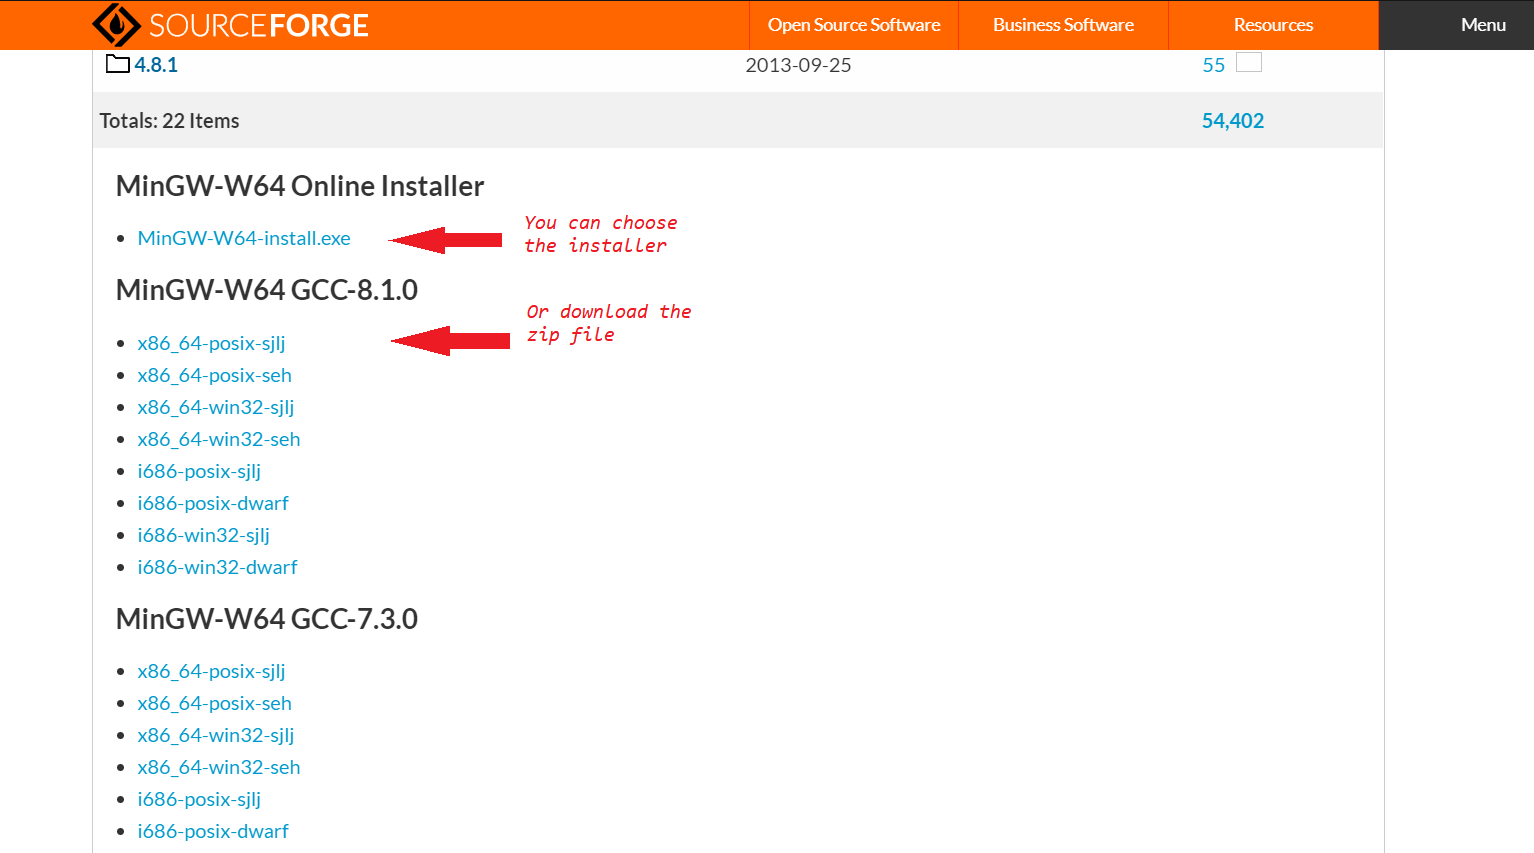 SOURCEFORGE
Open Source Software
Business Software
Resources
Menu
4.8.1 2013-09-25 55
Totals: 22 Items 54,402
MinGW-W64 Online Installer
MinGW-W64-install.exe
You can choose
the installer
MinGW-W64 GCC-8.1.0
Or download the
zip file
x86_64-posix-sjlj
x86_64-posix-seh
x86_64-win32-sjlj
x86_64-win32-seh
i686-posix-sjlj
i686-posix-dwarf
i686-win32-sjlj
i686-win32-dwarf
MinGW-W64 GCC-7.3.0
x86_64-posix-sjlj
x86_64-posix-seh
x86_64-win32-sjlj
x86_64-win32-seh
i686-posix-sjlj
i686-posix-dwarf